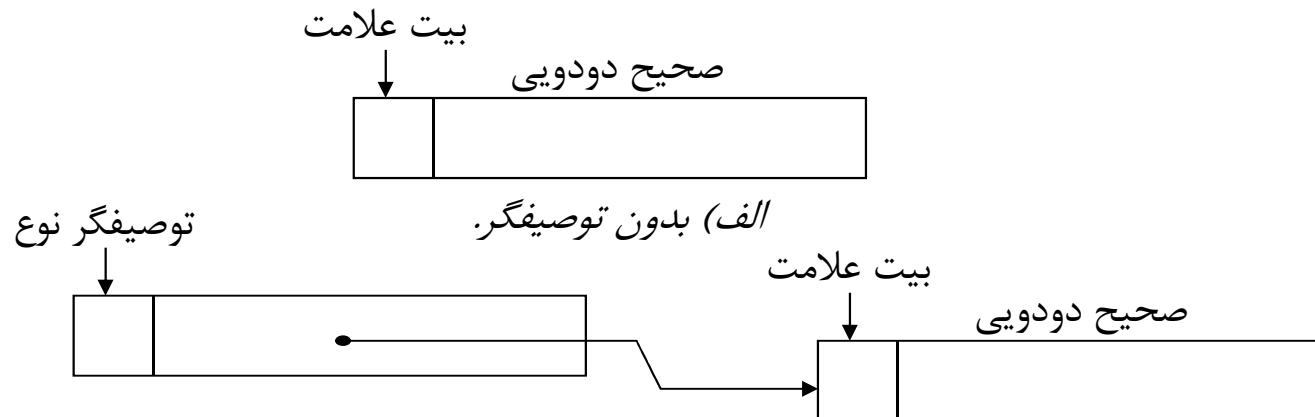 بیت علامت
صحیح دودویی
الف) بدون توصیفگر.
توصیفگر نوع
بیت علامت
صحیح دودویی